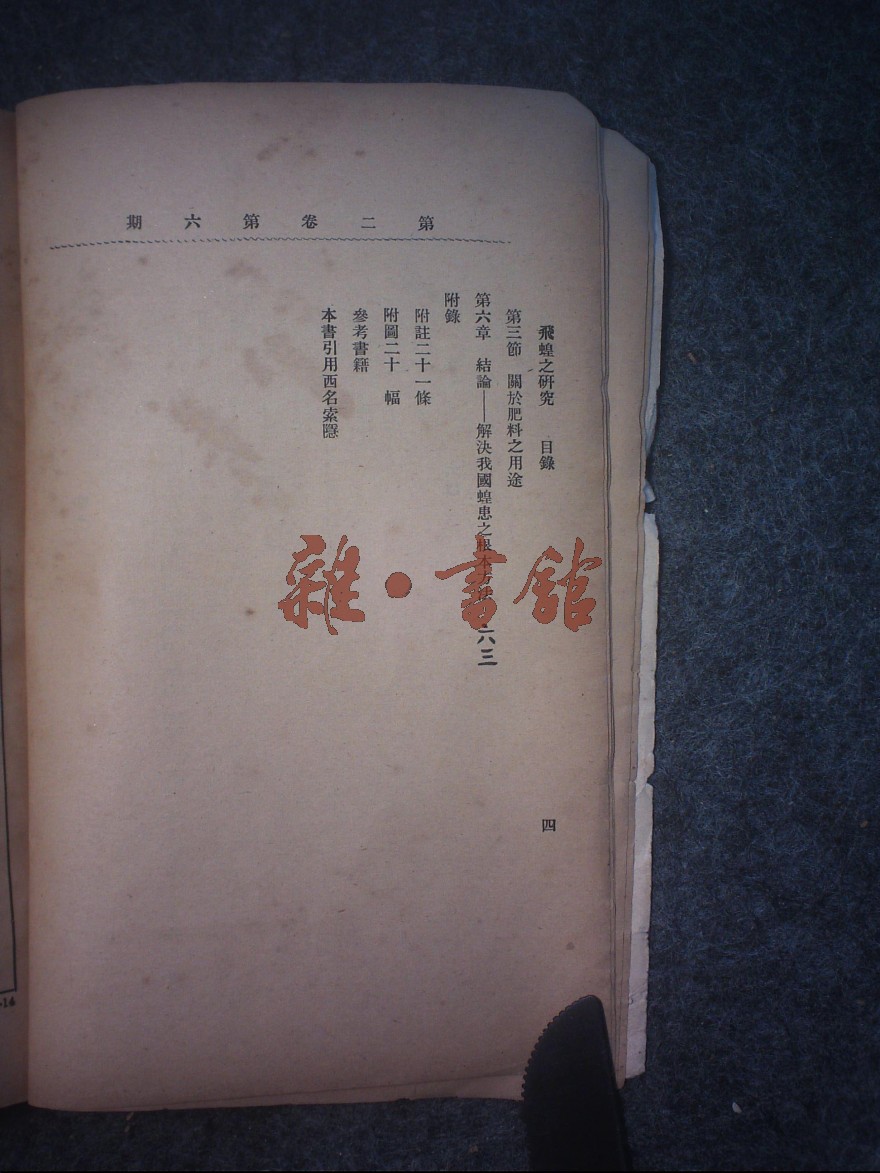 第二卷第六期
飛蝗之研究 目錄
四
第三節 關於肥料之用途
第六章 結論——解決我國蝗患之根本方法 六三
附錄
附註二十一條
附圖二十 幅
參考書籍
本書引用西名索隱
雜·書館